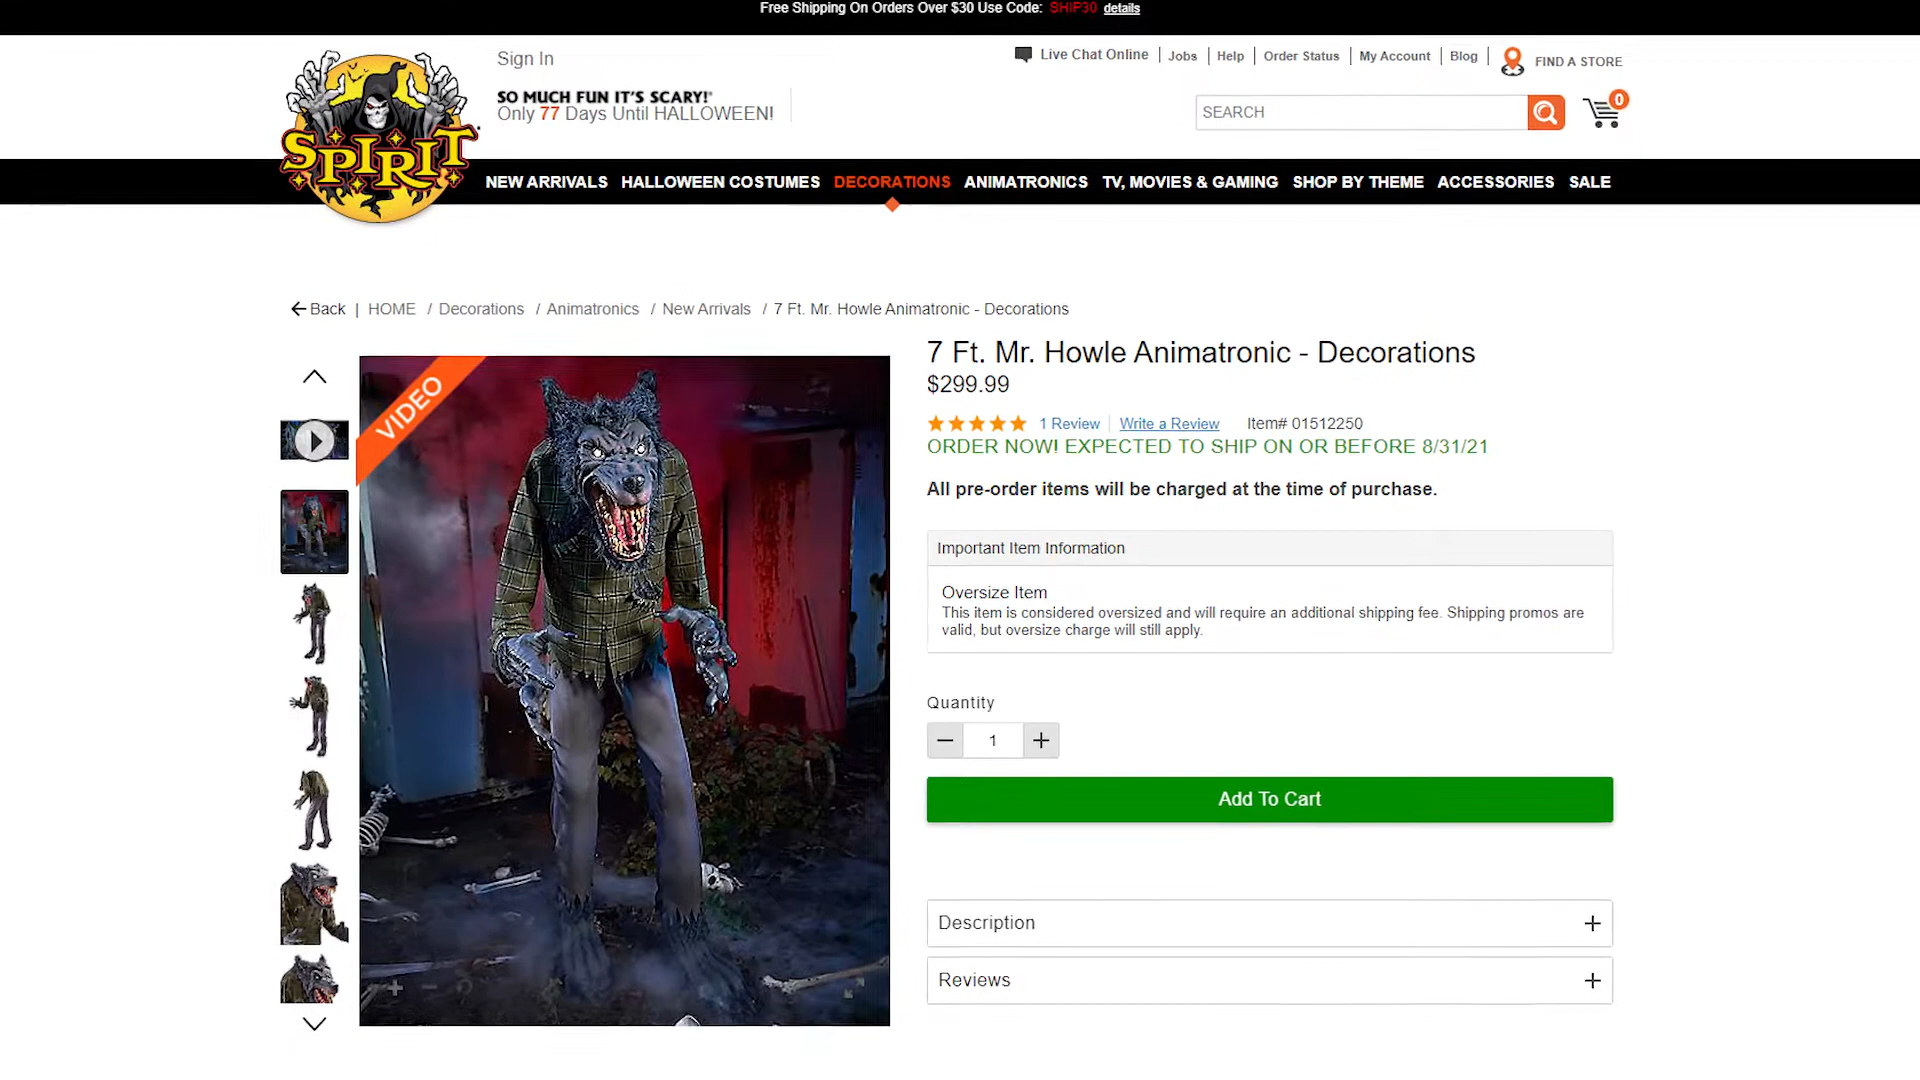 Free Shipping On Orders Over $30 Use Code: SHIP30 details
Sign In
Live Chat Online
Jobs
Help
Order Status
My Account
Blog
FIND A STORE
SO MUCH FUN IT'S SCARY!
Only 77 Days Until HALLOWEEN!
SEARCH
0
SPIRIT
NEW ARRIVALS
HALLOWEEN COSTUMES
DECORATIONS
ANIMATRONICS
TV, MOVIES & GAMING
SHOP BY THEME
ACCESSORIES
SALE
Back | HOME / Decorations / Animatronics / New Arrivals / 7 Ft. Mr. Howle Animatronic - Decorations
VIDEO
7 Ft. Mr. Howle Animatronic - Decorations
$299.99
1 Review
Write a Review
Item# 01512250
ORDER NOW! EXPECTED TO SHIP ON OR BEFORE 8/31/21
All pre-order items will be charged at the time of purchase.
Important Item Information
Oversize Item
This item is considered oversized and will require an additional shipping fee. Shipping promos are
valid, but oversize charge will still apply.
Quantity
1
Add To Cart
Description
Reviews